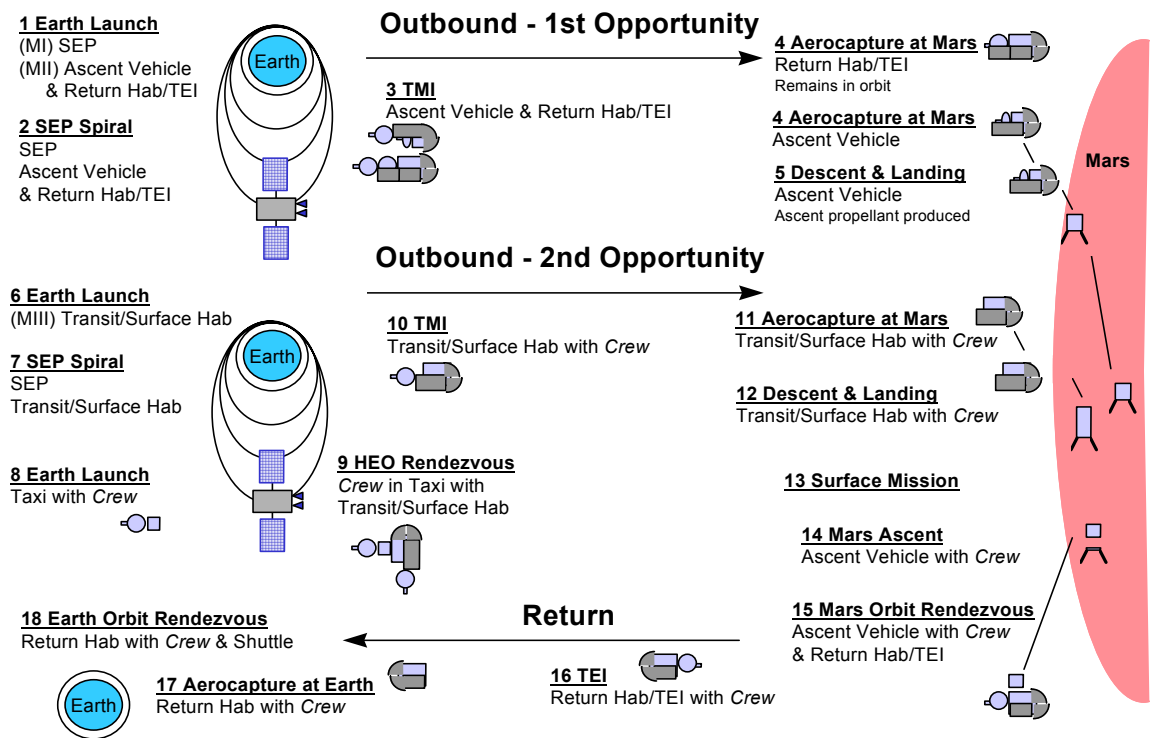 Outbound - 1st Opportunity
1 Earth Launch
(MI) SEP
(MII) Ascent Vehicle
& Return Hab/TEI
2 SEP Spiral
SEP
Ascent Vehicle
& Return Hab/TEI
Earth
3 TMI
Ascent Vehicle & Return Hab/TEI
4 Aerocapture at Mars
Return Hab/TEI
Remains in orbit
4 Aerocapture at Mars
Ascent Vehicle
5 Descent & Landing
Ascent Vehicle
Ascent propellant produced
Mars
Outbound - 2nd Opportunity
6 Earth Launch
(MIII) Transit/Surface Hab
7 SEP Spiral
SEP
Transit/Surface Hab
8 Earth Launch
Taxi with Crew
Earth
9 HEO Rendezvous
Crew in Taxi with
Transit/Surface Hab
10 TMI
Transit/Surface Hab with Crew
11 Aerocapture at Mars
Transit/Surface Hab with Crew
12 Descent & Landing
Transit/Surface Hab with Crew
13 Surface Mission
14 Mars Ascent
Ascent Vehicle with Crew
15 Mars Orbit Rendezvous
Ascent Vehicle with Crew
& Return Hab/TEI
Return
16 TEI
Return Hab/TEI with Crew
17 Aerocapture at Earth
Return Hab with Crew
18 Earth Orbit Rendezvous
Return Hab with Crew & Shuttle
Earth